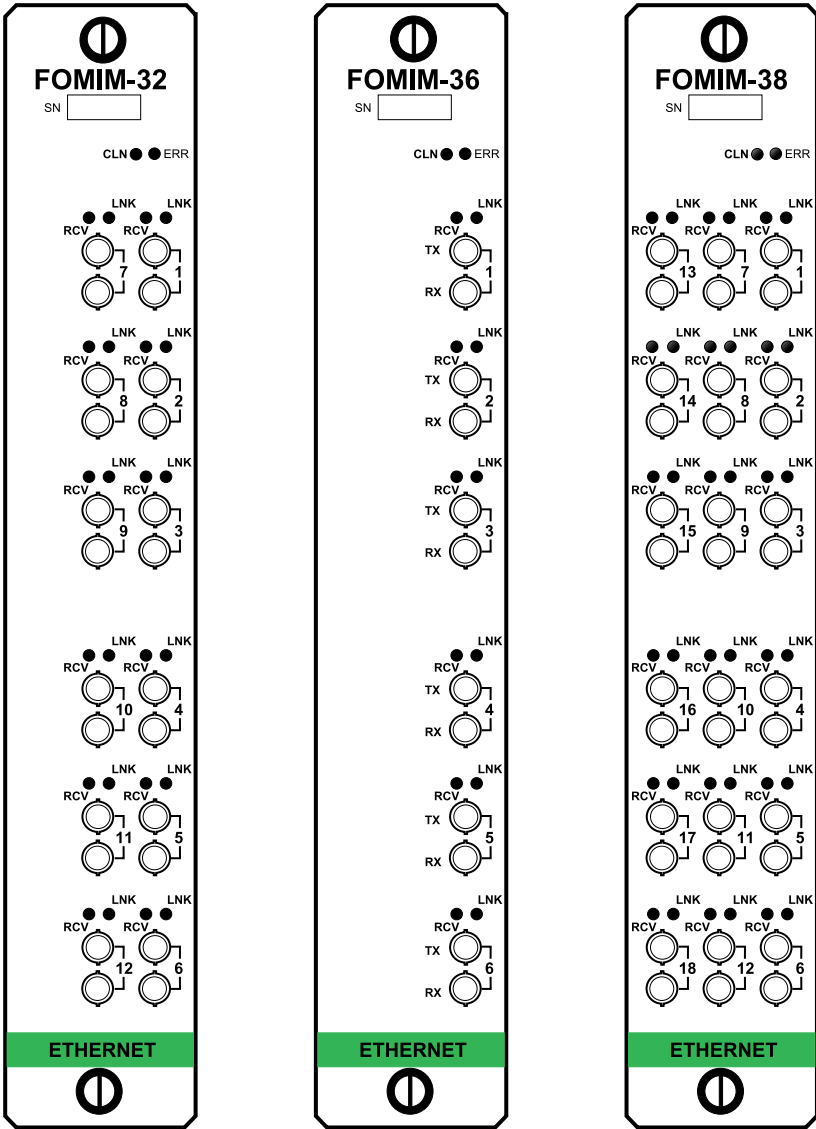 FOMIM-32
SN
CLN ERR
LNK LNK
RCV RCV
7 1
LNK LNK
RCV RCV
8 2
LNK LNK
RCV RCV
9 3
LNK LNK
RCV RCV
10 4
LNK LNK
RCV RCV
11 5
LNK LNK
RCV RCV
12 6
ETHERNET
FOMIM-36
SN
CLN ERR
LNK
RCV
TX
1
RX
LNK
RCV
TX
2
RX
LNK
RCV
TX
3
RX
LNK
RCV
TX
4
RX
LNK
RCV
TX
5
RX
LNK
RCV
TX
6
RX
ETHERNET
FOMIM-38
SN
CLN ERR
LNK LNK LNK
RCV RCV RCV
13 7 1
LNK LNK LNK
RCV RCV RCV
14 8 2
LNK LNK LNK
RCV RCV RCV
15 9 3
LNK LNK LNK
RCV RCV RCV
16 10 4
LNK LNK LNK
RCV RCV RCV
17 11 5
LNK LNK LNK
RCV RCV RCV
18 12 6
ETHERNET